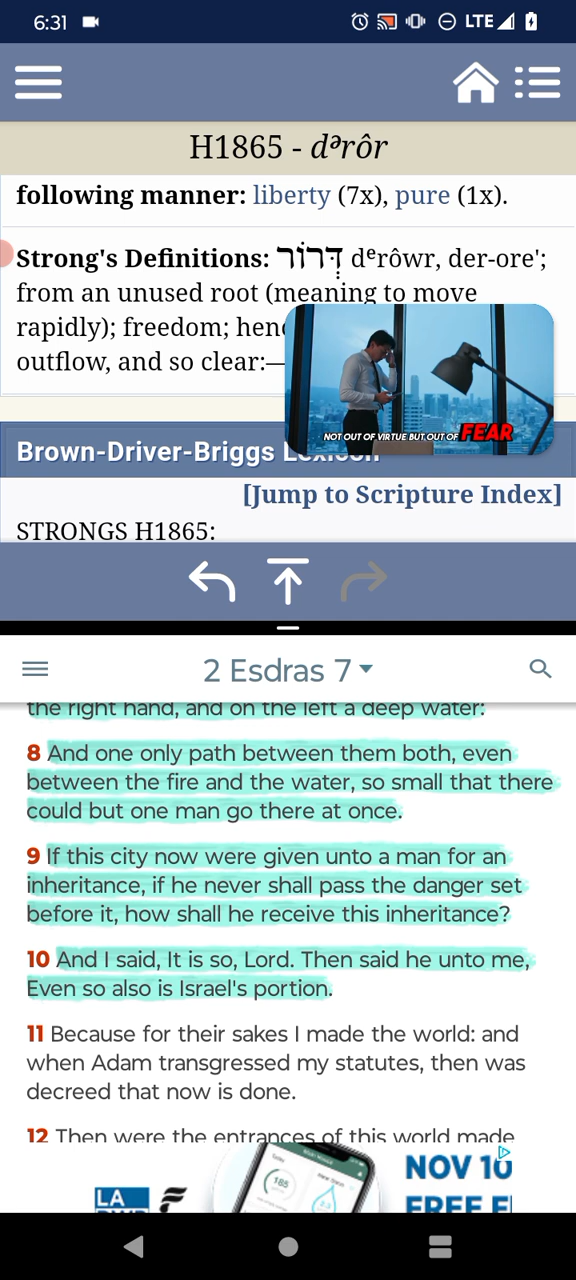 6:31
LTE
H1865 - dᵊrôr
following manner: liberty (7x), pure (1x).
Strong's Definitions: דְּרוֹר dᵉrôwr, der-ore';
from an unused root (meaning to move
rapidly); freedom;
outflow, and so clear:—
NOT OUT OF VIRTUE BUT OUT OF FEAR
Brown-Driver-Briggs Lexicon
[Jump to Scripture Index]
STRONGS H1865:
2 Esdras 7
the right hand, and on the left a deep water:
8 And one only path between them both, even
between the fire and the water, so small that there
could but one man go there at once.
9 If this city now were given unto a man for an
inheritance, if he never shall pass the danger set
before it, how shall he receive this inheritance?
10 And I said, It is so, Lord. Then said he unto me,
Even so also is Israel's portion.
11 Because for their sakes I made the world: and
when Adam transgressed my statutes, then was
decreed that now is done.
12 Then were the entrances of this world made
185
NOV 10
LA
FREE